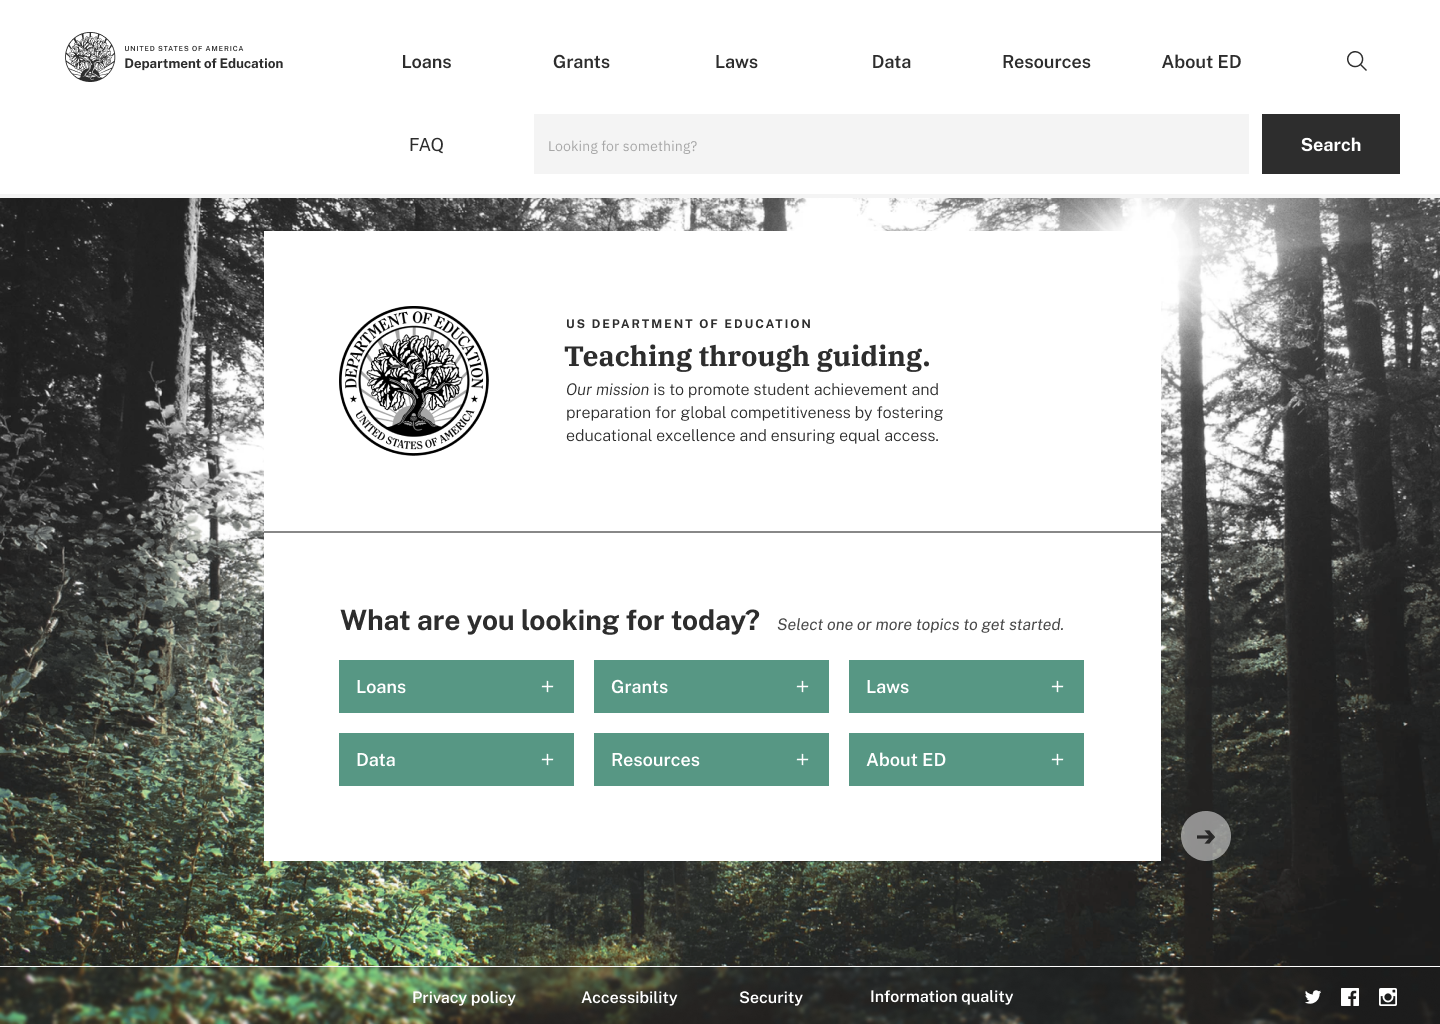 UNITED STATES OF AMERICA
Department of Education
Loans
Grants
Laws
Data
Resources
About ED
FAQ
Looking for something?
Search
DEPARTMENT OF EDUCATION
UNITED STATES OF AMERICA
US DEPARTMENT OF EDUCATION
Teaching through guiding.
Our mission is to promote student achievement and
preparation for global competitiveness by fostering
educational excellence and ensuring equal access.
What are you looking for today? Select one or more topics to get started.
Loans +
Grants +
Laws +
Data +
Resources +
About ED +
Privacy policy
Accessibility
Security
Information quality